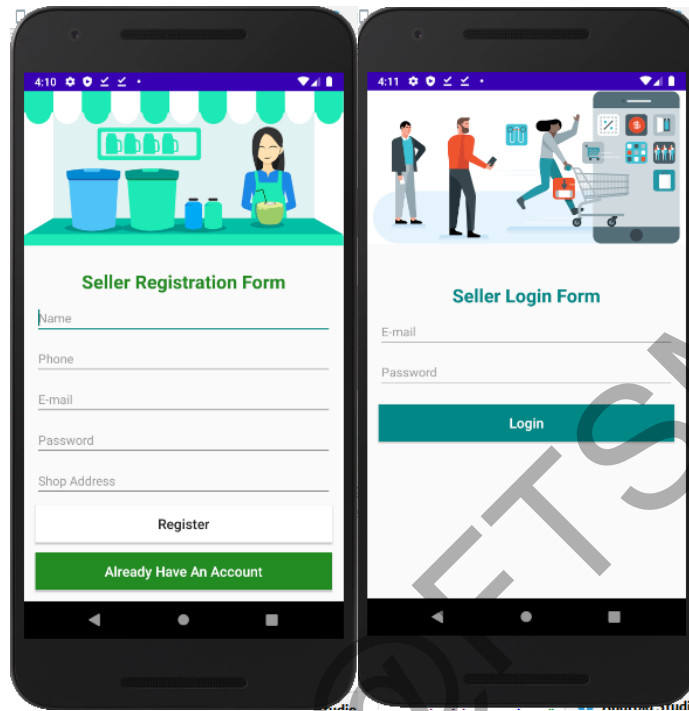 4:10
Seller Registration Form
Name
Phone
E-mail
Password
Shop Address
Register
Already Have An Account
4:11
Seller Login Form
E-mail
Password
Login
@FTSM